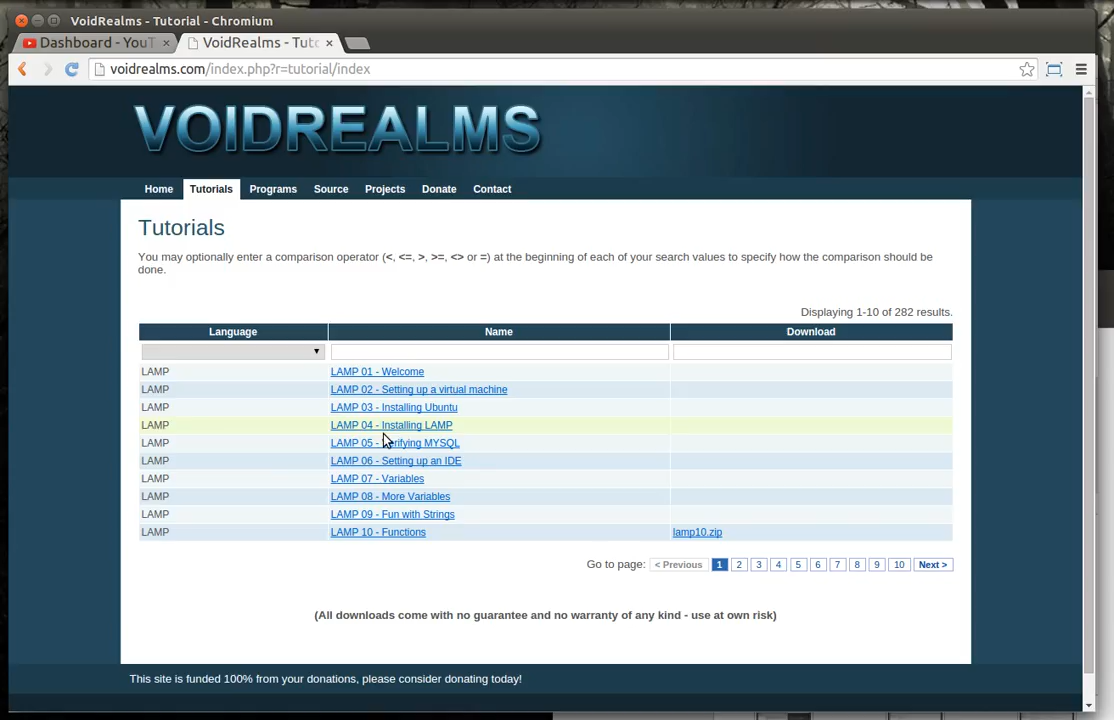 VoidRealms - Tutorial - Chromium
Dashboard - YouT
VoidRealms - Tuto
voidrealms.com/index.php?r=tutorial/index
VOIDREALMS
Home Tutorials Programs Source Projects Donate Contact
Tutorials
You may optionally enter a comparison operator (<, <=, >, >=, <> or =) at the beginning of each of your search values to specify how the comparison should be
done.
Displaying 1-10 of 282 results.
Language Name Download
LAMP LAMP 01 - Welcome
LAMP LAMP 02 - Setting up a virtual machine
LAMP LAMP 03 - Installing Ubuntu
LAMP LAMP 04 - Installing LAMP
LAMP LAMP 05 - rifying MYSQL
LAMP LAMP 06 - Setting up an IDE
LAMP LAMP 07 - Variables
LAMP LAMP 08 - More Variables
LAMP LAMP 09 - Fun with Strings
LAMP LAMP 10 - Functions lamp10.zip
Go to page: < Previous 1 2 3 4 5 6 7 8 9 10 Next >
(All downloads come with no guarantee and no warranty of any kind - use at own risk)
This site is funded 100% from your donations, please consider donating today!